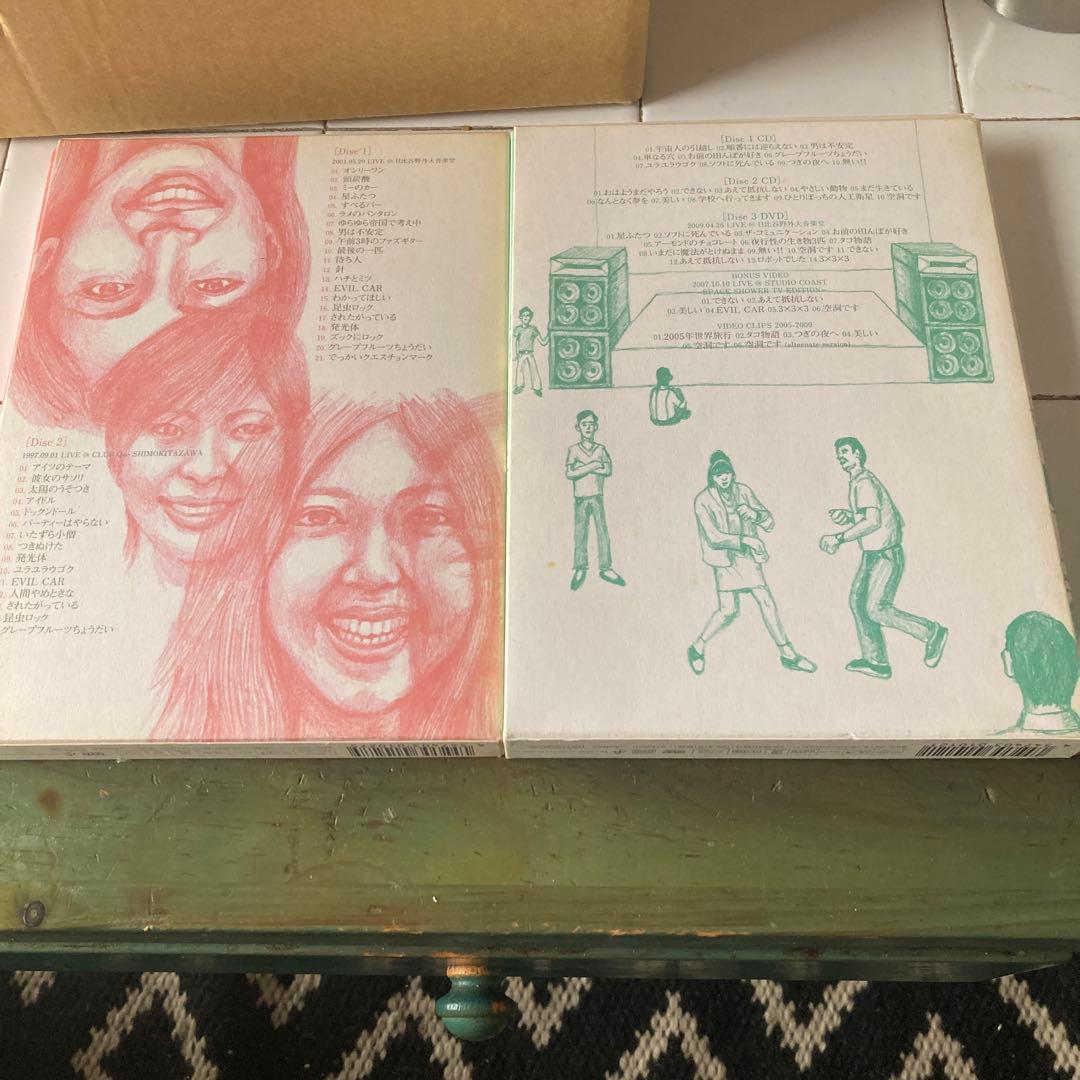 [Disc 1]
2001.05.20 LIVE @ 日比谷野外大音楽堂
01. オンリーワン
02. 頭炭酸
03. ミーのカー
04. 星ふたつ
05. すべるバー
06. ラメのパンタロン
07. ゆらゆら帝国で考え中
08. 男は不安定
09. 午前3時のファズギター
10. 最後の一匹
11. 待ち人
12. 針
13. ハチとミツ
14. EVIL CAR
15. わかってほしい
16. 昆虫ロック
17. されたがっている
18. 発光体
19. ズックにロック
20. グレープフルーツちょうだい
21. でっかいクエスチョンマーク
[Disc 2]
1997.09.01 LIVE @ CLUB Que SHIMOKITAZAWA
01. アイツのテーマ
02. 彼女のサソリ
03. 太陽のうそつき
04. アイドル
05. ドックンドール
06. パーティーはやらない
07. いたずら小僧
08. つきぬけた
09. 発光体
10. ユラユラウゴク
EVIL CAR
人間やめときな
されたがっている
昆虫ロック
グレープフルーツちょうだい
[Disc 1 CD]
01.宇宙人の引越し 02.順番には逆らえない 03.男は不安定
04.単なる穴 05.お前の田んぼが好き 06.グレープフルーツちょうだい
07.ユラユラウゴク 08.ソフトに死んでいる 09.つぎの夜へ 10.無い!!
[Disc 2 CD]
01.おはようまだやろう 02.できない 03.あえて抵抗しない 04.やさしい動物 05.まだ生きている
06.なんとなく夢を 07.美しい 08.学校へ行ってきます 09.ひとりぼっちの人工衛星 10.空洞です
[Disc 3 DVD]
2009.04.26 LIVE @ 日比谷野外大音楽堂
01.星ふたつ 02.ソフトに死んでいる 03.ザ・コミュニケーション 04.お前の田んぼが好き
05.アーモンドのチョコレート 06.夜行性の生き物3匹 07.タコ物語
08.いまだに魔法がとけぬまま 09.無い!! 10.空洞です 11.できない
12.あえて抵抗しない 13.ロボットでした 14.3×3×3
BONUS VIDEO
2007.10.10 LIVE @ STUDIO COAST
-SPACE SHOWER TV EDITION-
01.できない 02.あえて抵抗しない
03.美しい 04.EVIL CAR 05.3×3×3 06.空洞です
VIDEO CLIPS 2005-2009
01.2005年世界旅行 02.タコ物語 03.つぎの夜へ 04.美しい
05.空洞です 06.空洞です (alternate version)